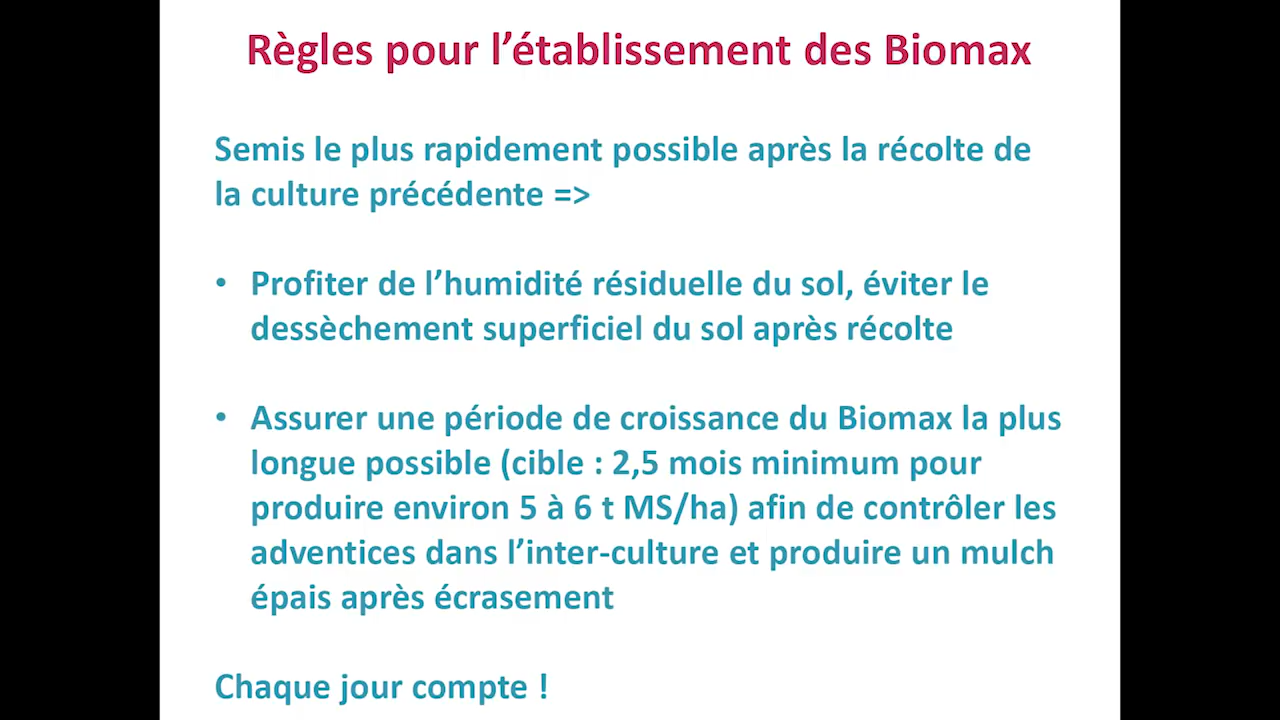 Règles pour l’établissement des Biomax
Semis le plus rapidement possible après la récolte de
la culture précédente =>
• Profiter de l’humidité résiduelle du sol, éviter le
dessèchement superficiel du sol après récolte
• Assurer une période de croissance du Biomax la plus
longue possible (cible : 2,5 mois minimum pour
produire environ 5 à 6 t MS/ha) afin de contrôler les
adventices dans l’inter-culture et produire un mulch
épais après écrasement
Chaque jour compte !